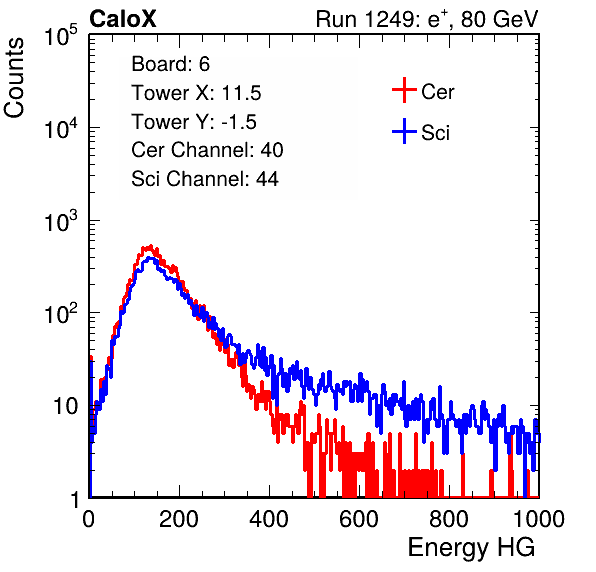 CaloX Run 1249: e⁺, 80 GeV
Counts
10⁵
10⁴
10³
10²
10
1
Board: 6
Tower X: 11.5
Tower Y: -1.5
Cer Channel: 40
Sci Channel: 44
Cer
Sci
0 200 400 600 800 1000
Energy HG